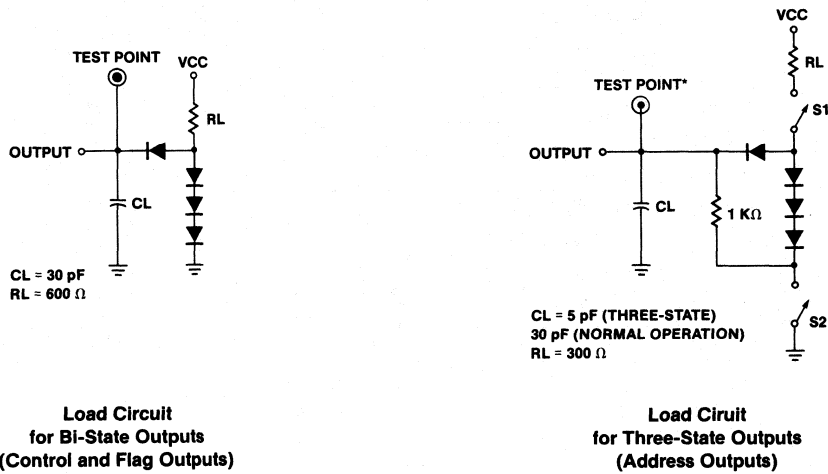 TEST POINT
VCC
RL
OUTPUT
CL
CL = 30 pF
RL = 600 Ω
Load Circuit
for Bi-State Outputs
(Control and Flag Outputs)
VCC
RL
TEST POINT*
S1
OUTPUT
CL
1 KΩ
CL = 5 pF (THREE-STATE)
30 pF (NORMAL OPERATION)
RL = 300 Ω
S2
Load Ciruit
for Three-State Outputs
(Address Outputs)